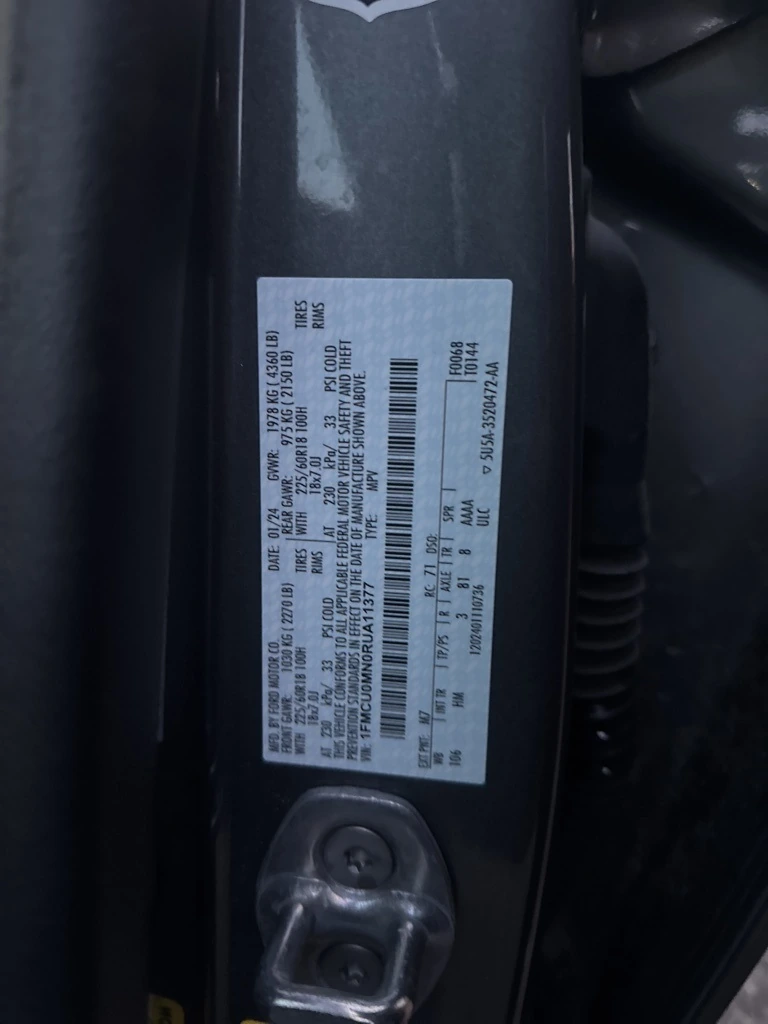 MFD. BY FORD MOTOR CO.
DATE: 01/24 GVWR: 1978 KG ( 4360 LB)
FRONT GAWR: 1030 KG ( 2270 LB) REAR GAWR: 975 KG ( 2150 LB)
WITH 225/60R18 100H TIRES WITH 225/60R18 100H TIRES
18x7.0J RIMS 18x7.0J RIMS
AT 230 kPa/ 33 PSI COLD AT 230 kPa/ 33 PSI COLD
THIS VEHICLE CONFORMS TO ALL APPLICABLE FEDERAL MOTOR VEHICLE SAFETY AND THEFT
PREVENTION STANDARDS IN EFFECT ON THE DATE OF MANUFACTURE SHOWN ABOVE.
VIN: 1FMCU0MN0RUA11377 TYPE: MPV
EXT PNT: M7 RC: 71 DSO: F0068
WB INT TR TP/PS R AXLE TR SPR T0144
106 HM 3 81 8 AAAA
1202401110736 ULC ▽ 5U5A-3520472-AA